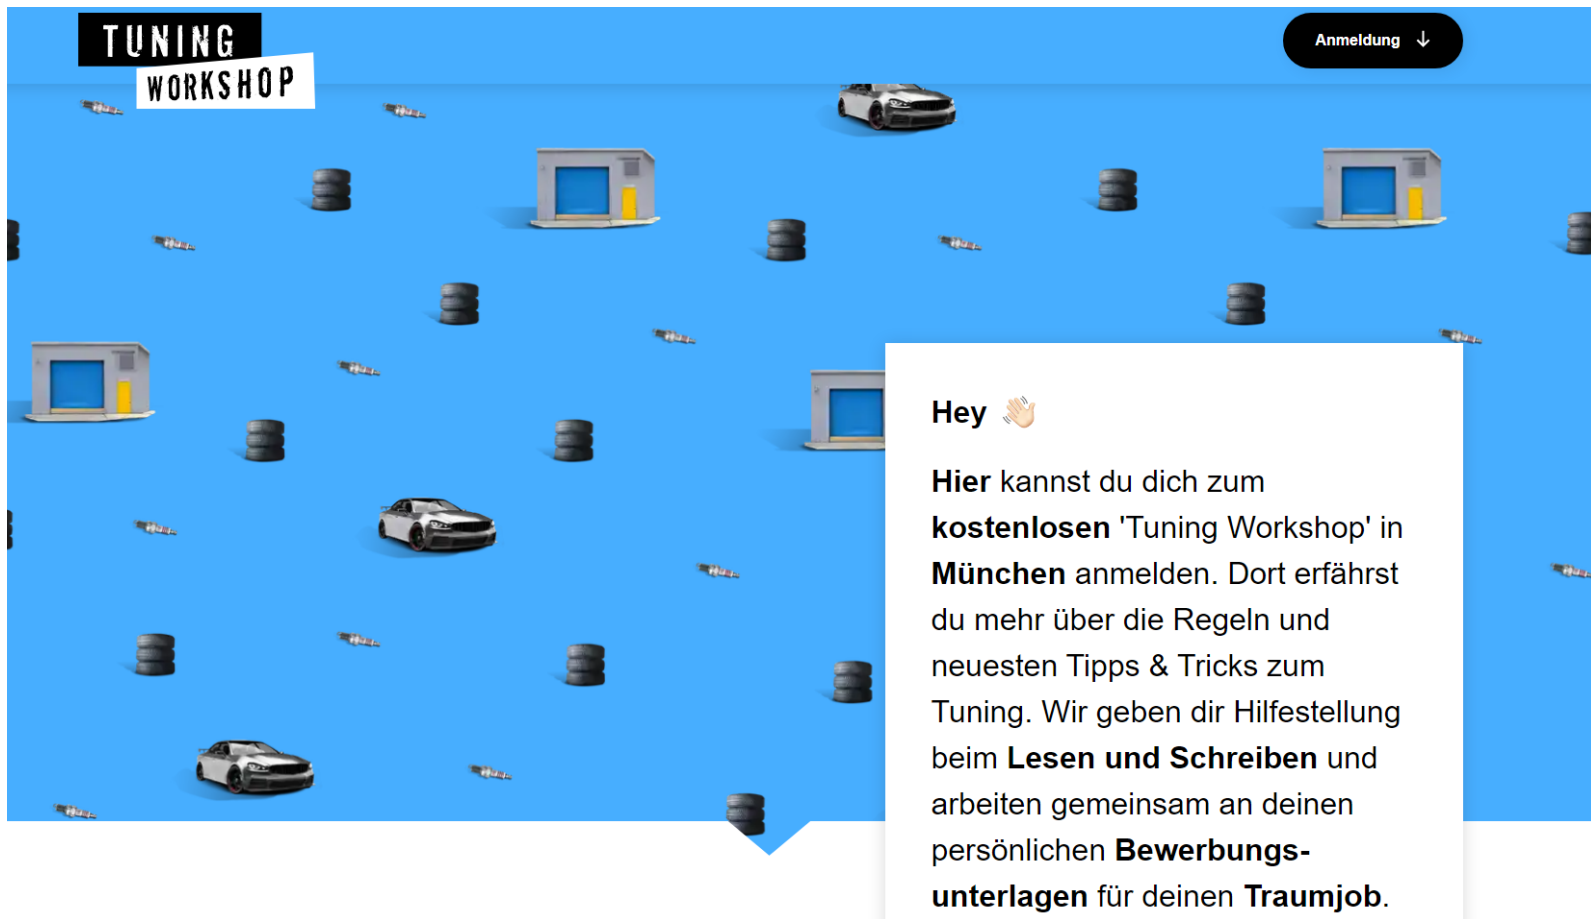 TUNING
WORKSHOP
Anmeldung ↓
Hey 👋🏻
Hier kannst du dich zum
kostenlosen 'Tuning Workshop' in
München anmelden. Dort erfährst
du mehr über die Regeln und
neuesten Tipps & Tricks zum
Tuning. Wir geben dir Hilfestellung
beim Lesen und Schreiben und
arbeiten gemeinsam an deinen
persönlichen Bewerbungs-
unterlagen für deinen Traumjob.